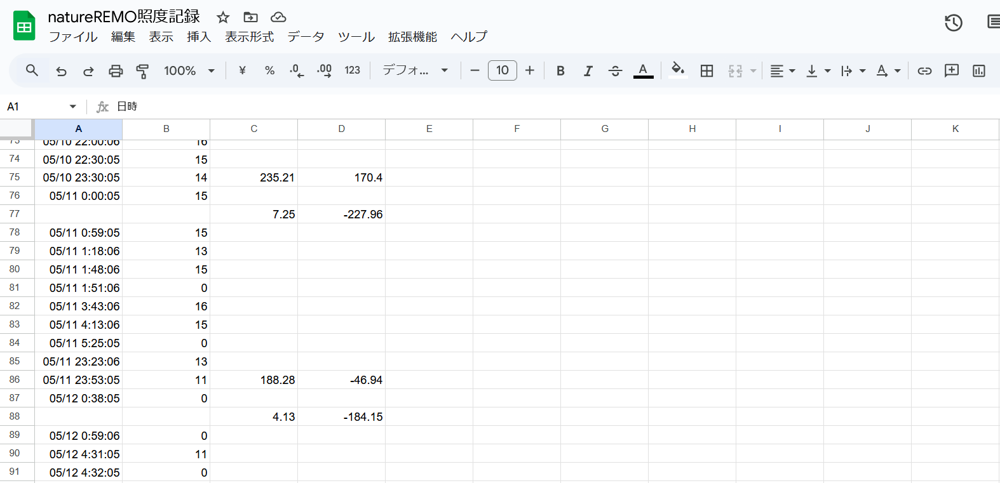 natureREMO照度記録
ファイル 編集 表示 挿入 表示形式 データ ツール 拡張機能 ヘルプ
100% ¥ % .0 .00 123 デフォ... 10 B I A A
A1 fx 日時
A B C D E F G H I J K
73 05/10 22:00:06 16
74 05/10 22:30:05 15
75 05/10 23:30:05 14 235.21 170.4
76 05/11 0:00:05 15
77 7.25 -227.96
78 05/11 0:59:05 15
79 05/11 1:18:06 13
80 05/11 1:48:06 15
81 05/11 1:51:06 0
82 05/11 3:43:06 16
83 05/11 4:13:06 15
84 05/11 5:25:05 0
85 05/11 23:23:06 13
86 05/11 23:53:05 11 188.28 -46.94
87 05/12 0:38:05 0
88 4.13 -184.15
89 05/12 0:59:06 0
90 05/12 4:31:05 11
91 05/12 4:32:05 0